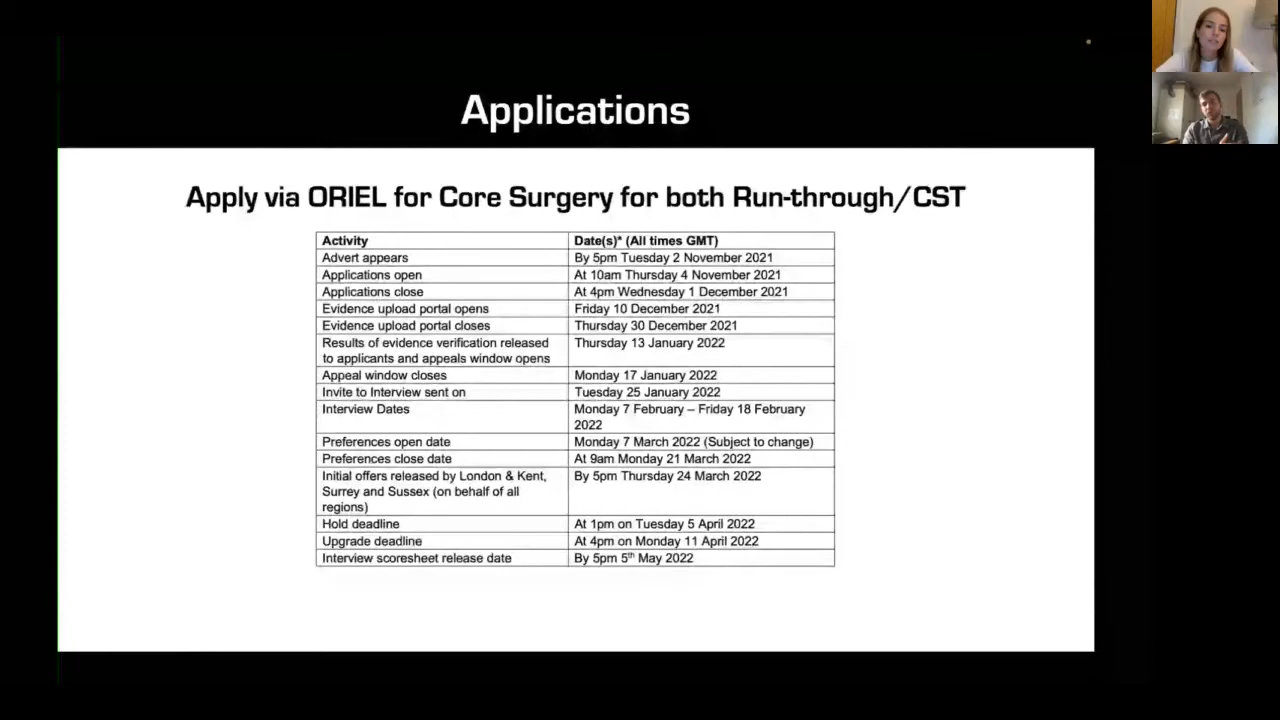 Applications
Apply via ORIEL for Core Surgery for both Run-through/CST
Activity
Date(s)* (All times GMT)
Advert appears
By 5pm Tuesday 2 November 2021
Applications open
At 10am Thursday 4 November 2021
Applications close
At 4pm Wednesday 1 December 2021
Evidence upload portal opens
Friday 10 December 2021
Evidence upload portal closes
Thursday 30 December 2021
Results of evidence verification released
to applicants and appeals window opens
Thursday 13 January 2022
Appeal window closes
Monday 17 January 2022
Invite to Interview sent on
Tuesday 25 January 2022
Interview Dates
Monday 7 February – Friday 18 February
2022
Preferences open date
Monday 7 March 2022 (Subject to change)
Preferences close date
At 9am Monday 21 March 2022
Initial offers released by London & Kent,
Surrey and Sussex (on behalf of all
regions)
By 5pm Thursday 24 March 2022
Hold deadline
At 1pm on Tuesday 5 April 2022
Upgrade deadline
At 4pm on Monday 11 April 2022
Interview scoresheet release date
By 5pm 5th May 2022